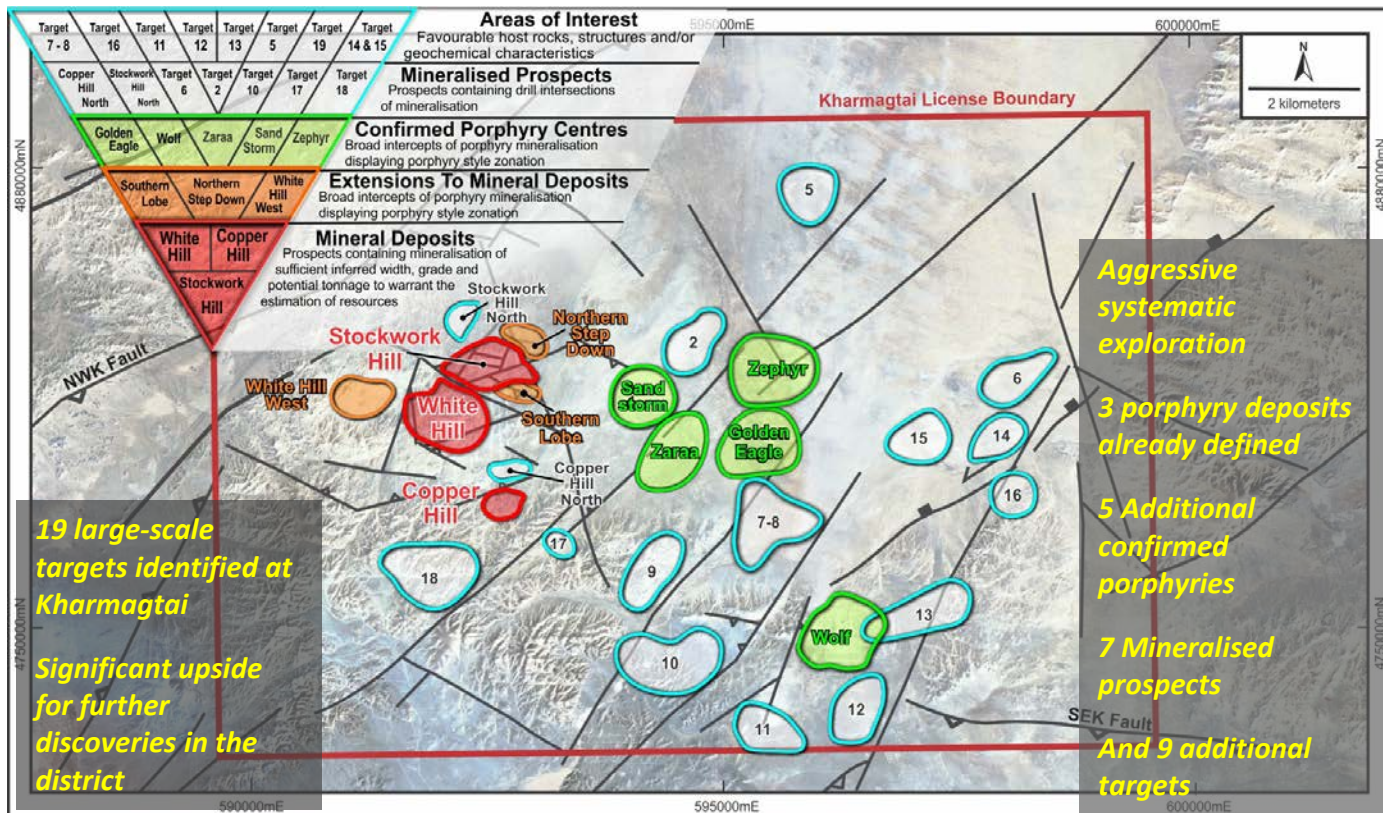 Target 7 - 8
Target 16
Target 11
Target 12
Target 13
Target 5
Target 19
Target 14 & 15
Areas of Interest
Favourable host rocks, structures and/or
geochemical characteristics
Copper Hill North
Stockwork Hill North
Target 6
Target 2
Target 10
Target 17
Target 18
Mineralised Prospects
Prospects containing drill intersections
of mineralisation
Golden Eagle
Wolf
Zaraa
Sand Storm
Zephyr
Confirmed Porphyry Centres
Broad intercepts of porphyry mineralisation
displaying porphyry style zonation
Southern Lobe
Northern Step Down
White Hill West
Extensions To Mineral Deposits
Broad intercepts of porphyry mineralisation
displaying porphyry style zonation
White Hill
Copper Hill
Stockwork Hill
Mineral Deposits
Prospects containing mineralisation of
sufficient inferred width, grade and
potential tonnage to warrant the
estimation of resources
595000mE
600000mE
N
2 kilometers
Kharmagtai License Boundary
4880000mN
4880000mN
5
Stockwork
Hill
North
Northern
Step
Down
Stockwork
Hill
2
Zephyr
6
NWK Fault
White Hill
West
White
Hill
Southern
Lobe
Sand
storm
Zaraa
Golden
Eagle
15
14
16
Copper
Hill
North
Copper
Hill
7-8
17
18
9
13
Wolf
10
12
11
SEK Fault
4750000mN
4750000mN
590000mE
595000mE
600000mE
19 large-scale
targets identified at
Kharmagtai
Significant upside
for further
discoveries in the
district
Aggressive
systematic
exploration
3 porphyry deposits
already defined
5 Additional
confirmed
porphyries
7 Mineralised
prospects
And 9 additional
targets